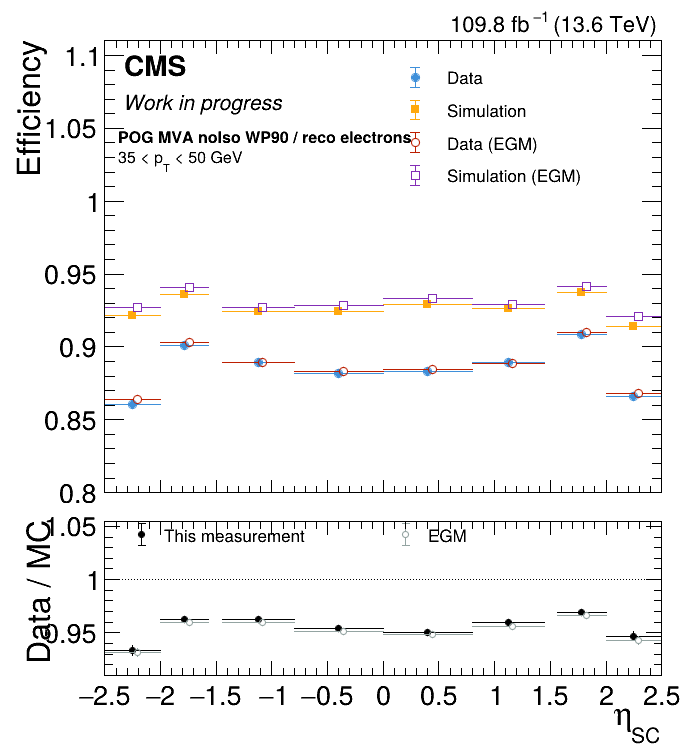 109.8 fb⁻¹ (13.6 TeV)
Efficiency
1.1
1.05
1
0.95
0.9
0.85
0.8
CMS
Work in progress
POG MVA noIso WP90 / reco electrons
35 < p_T < 50 GeV
Data
Simulation
Data (EGM)
Simulation (EGM)
Data / MC
1.05
1
0.95
This measurement
EGM
−2.5 −2 −1.5 −1 −0.5 0 0.5 1 1.5 2 2.5
η_SC